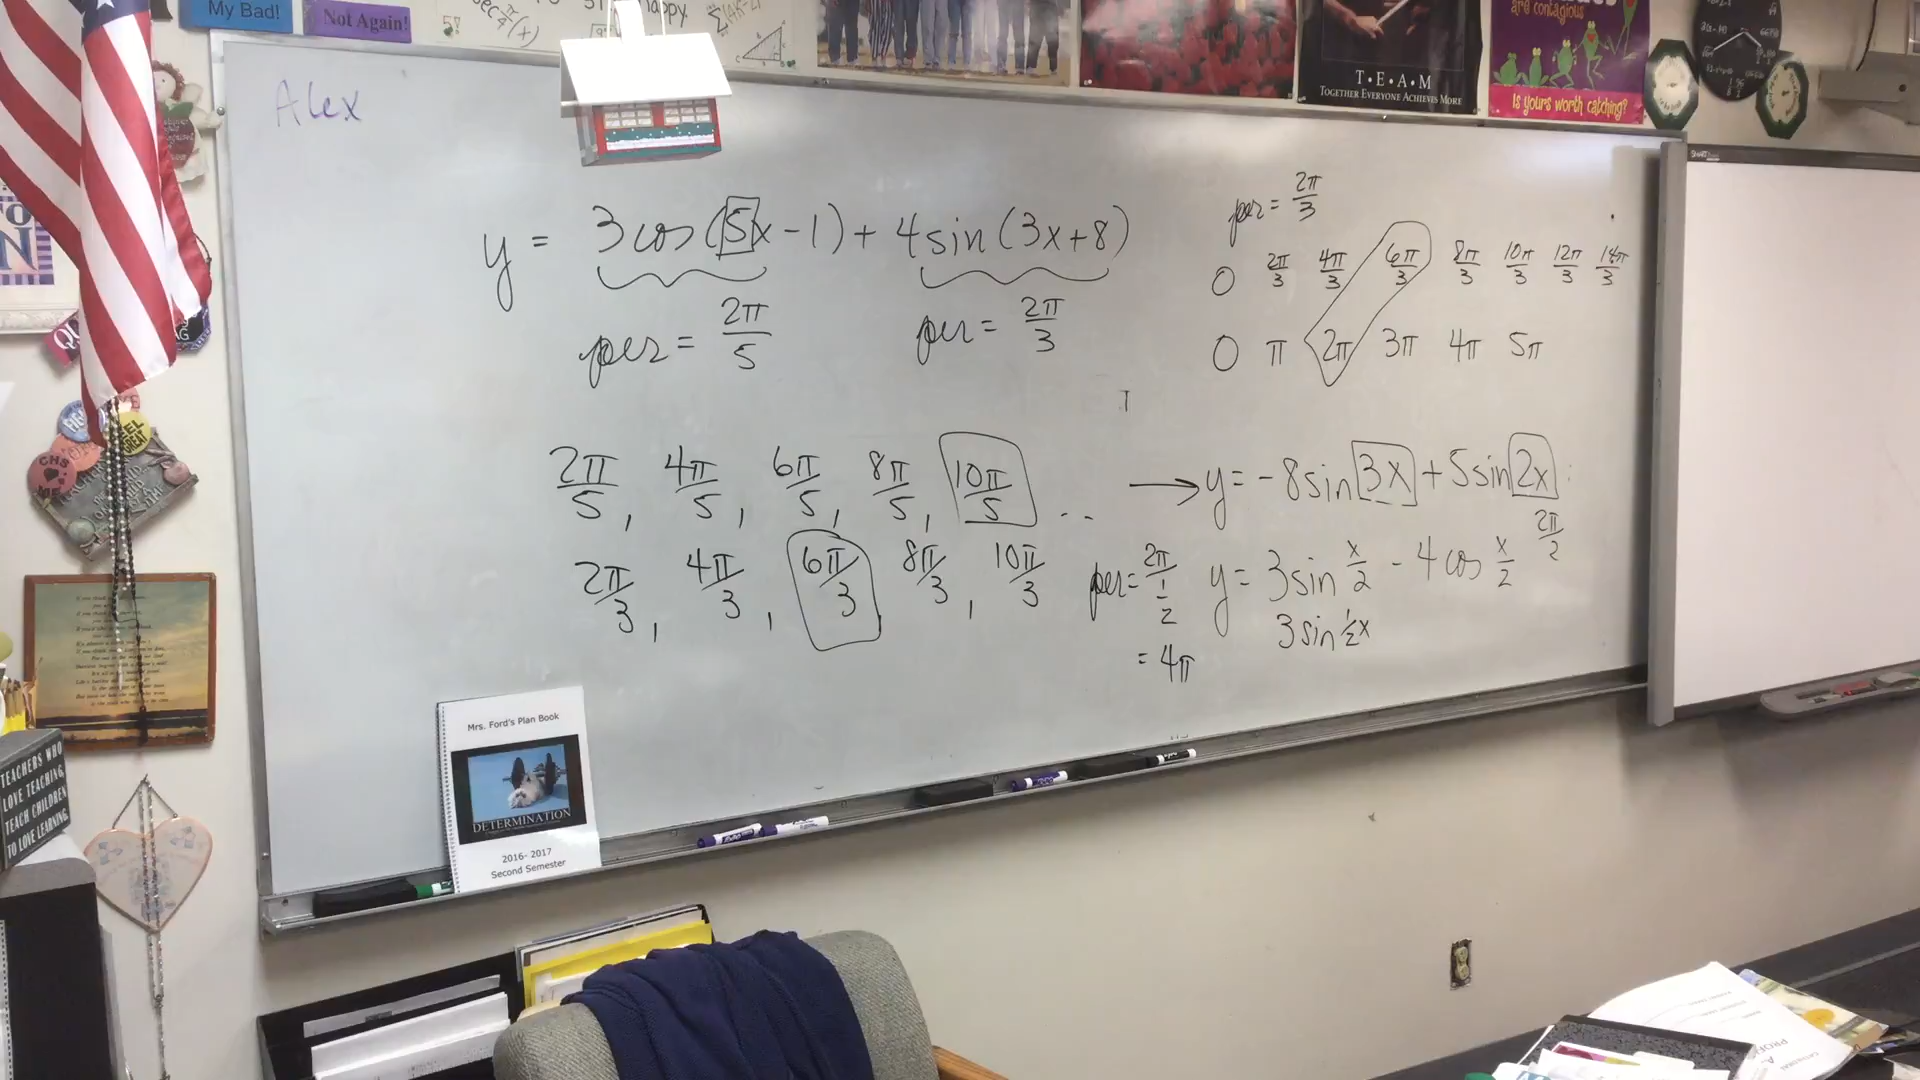 My Bad!
Not Again!
happy.
are contagious
Is yours worth catching?
T·E·A·M
TOGETHER EVERYONE ACHIEVES MORE
Alex
y = 3cos(5x-1) + 4sin(3x+8)
per = 2π/5
per = 2π/3
per = 2π/3
0 2π/3 4π/3 6π/3 8π/3 10π/3 12π/3 14π/3
0 π 2π 3π 4π 5π
2π/5, 4π/5, 6π/5, 8π/5, 10π/5 ..
2π/3, 4π/3, 6π/3 8π/3, 10π/3
→ y = -8sin 3x + 5sin 2x
2π/2
y = 3sin x/2 - 4cos x/2
3sin 1/2 x
per = 2π/(1/2)
= 4π
CHS
ME
Mrs. Ford's Plan Book
DETERMINATION
2016- 2017
Second Semester
TEACHERS WHO
LOVE TEACHING,
TEACH CHILDREN
TO LOVE LEARNING.